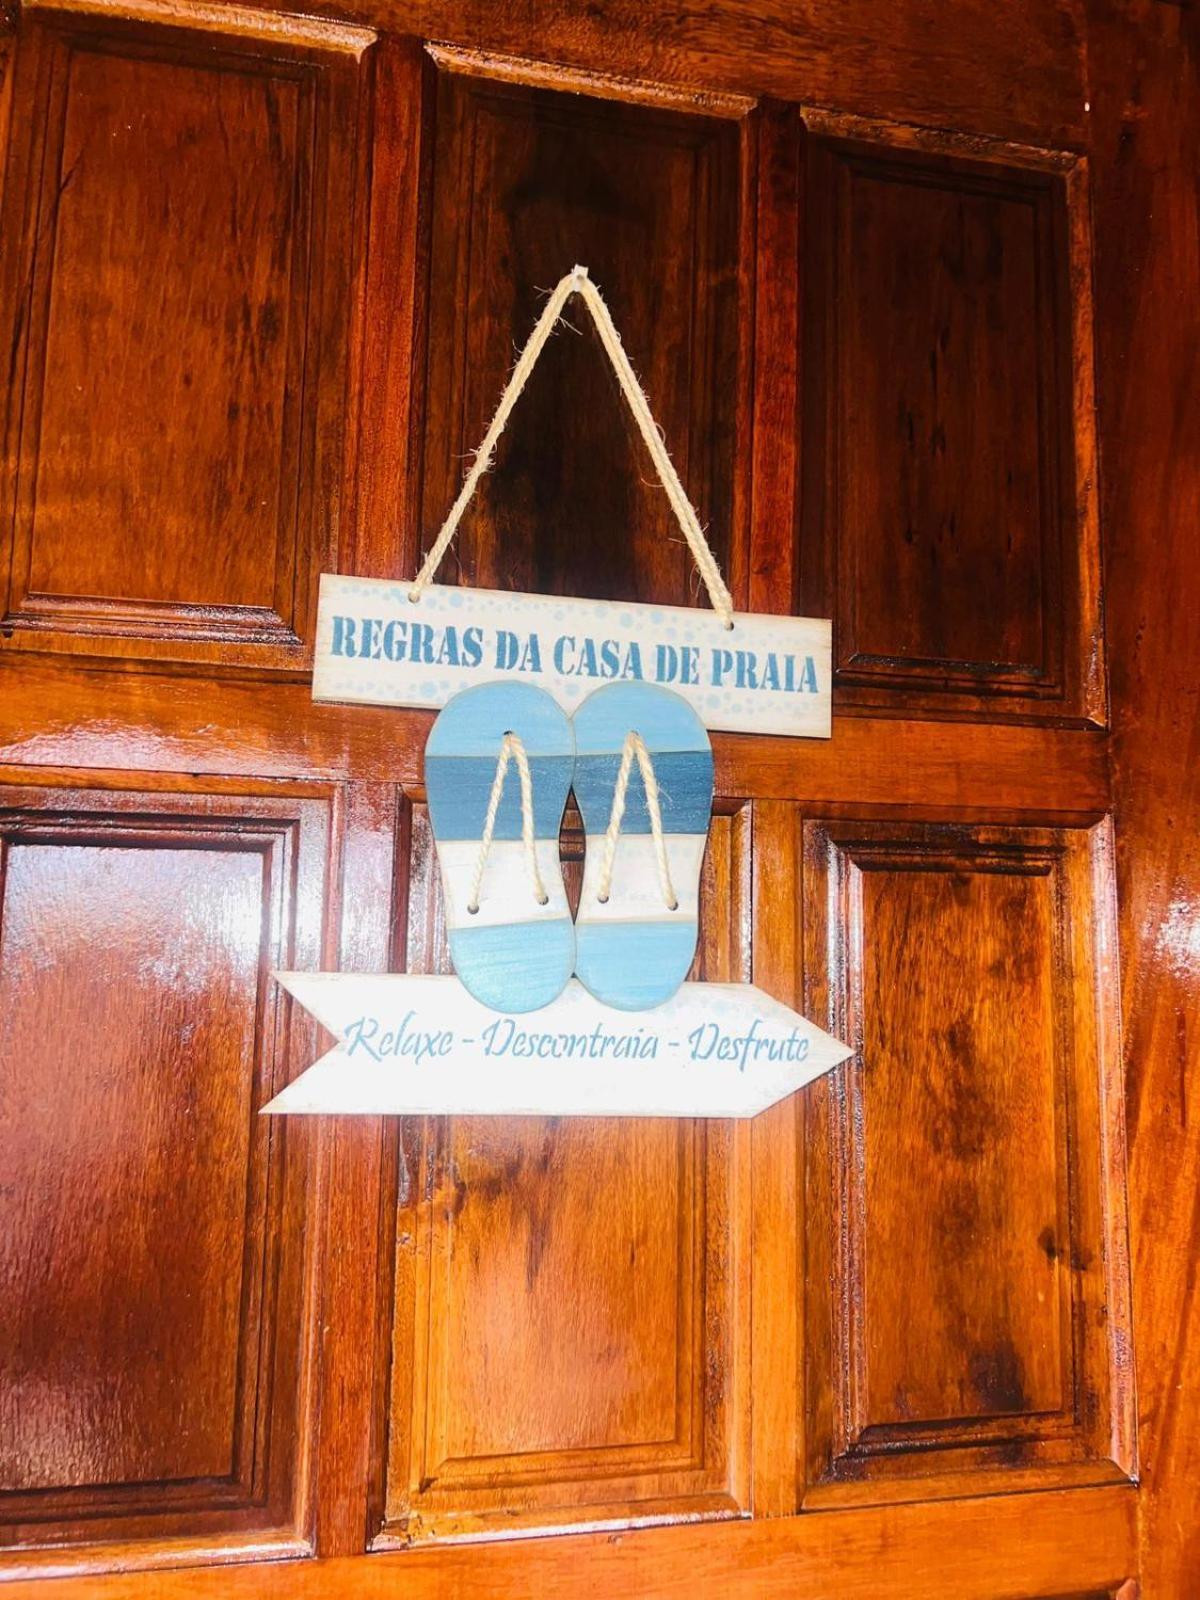 REGRAS DA CASA DE PRAIA
Relaxe - Descontraia - Desfrute